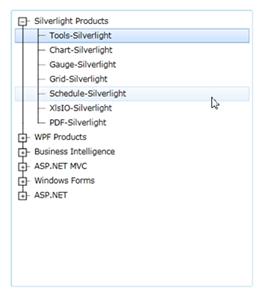 Silverlight Products
Tools-Silverlight
Chart-Silverlight
Gauge-Silverlight
Grid-Silverlight
Schedule-Silverlight
XlsIO-Silverlight
PDF-Silverlight
WPF Products
Business Intelligence
ASP.NET MVC
Windows Forms
ASP.NET